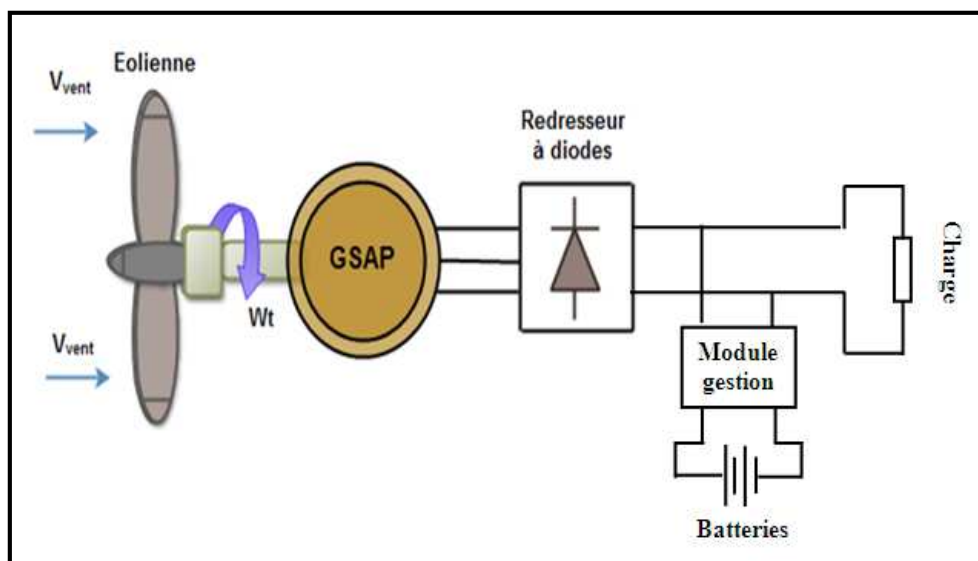 Eolienne
Vvent
Redresseur
à diodes
GSAP
Wt
Vvent
Charge
Module
gestion
Batteries